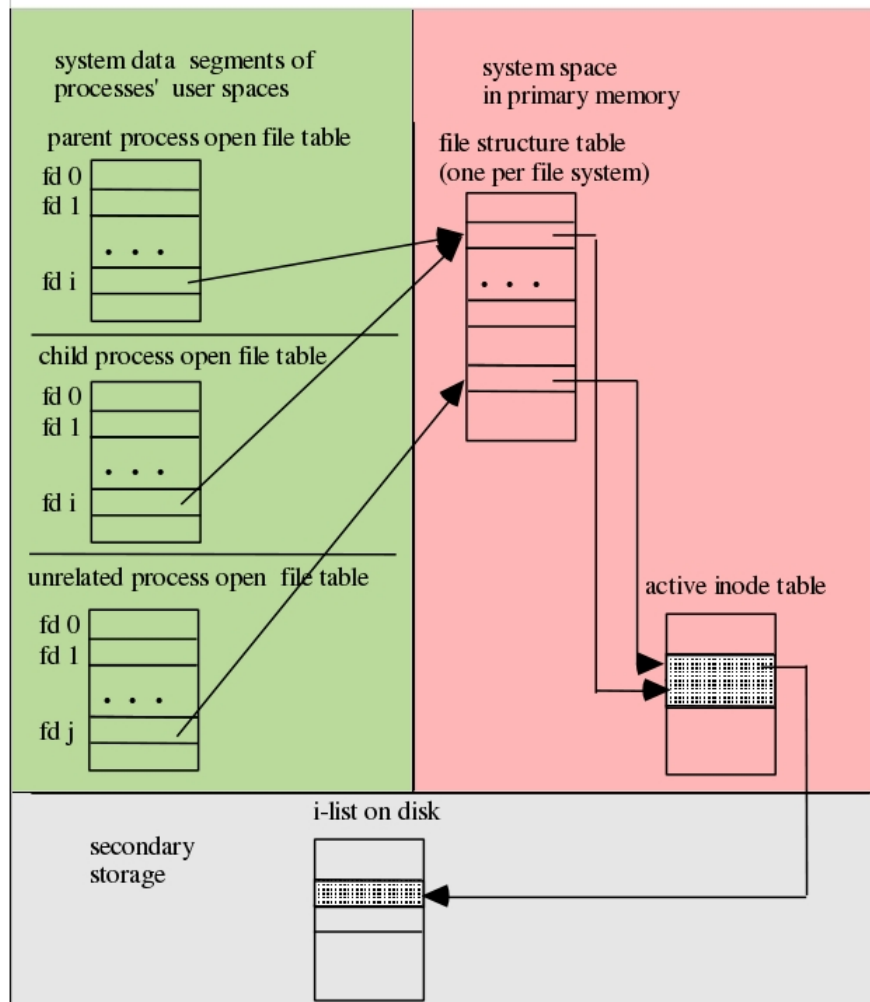 system data segments of
processes' user spaces
parent process open file table
fd 0
fd 1
. . .
fd i
child process open file table
fd 0
fd 1
. . .
fd i
unrelated process open file table
fd 0
fd 1
. . .
fd j
system space
in primary memory
file structure table
(one per file system)
. . .
active inode table
i-list on disk
secondary
storage